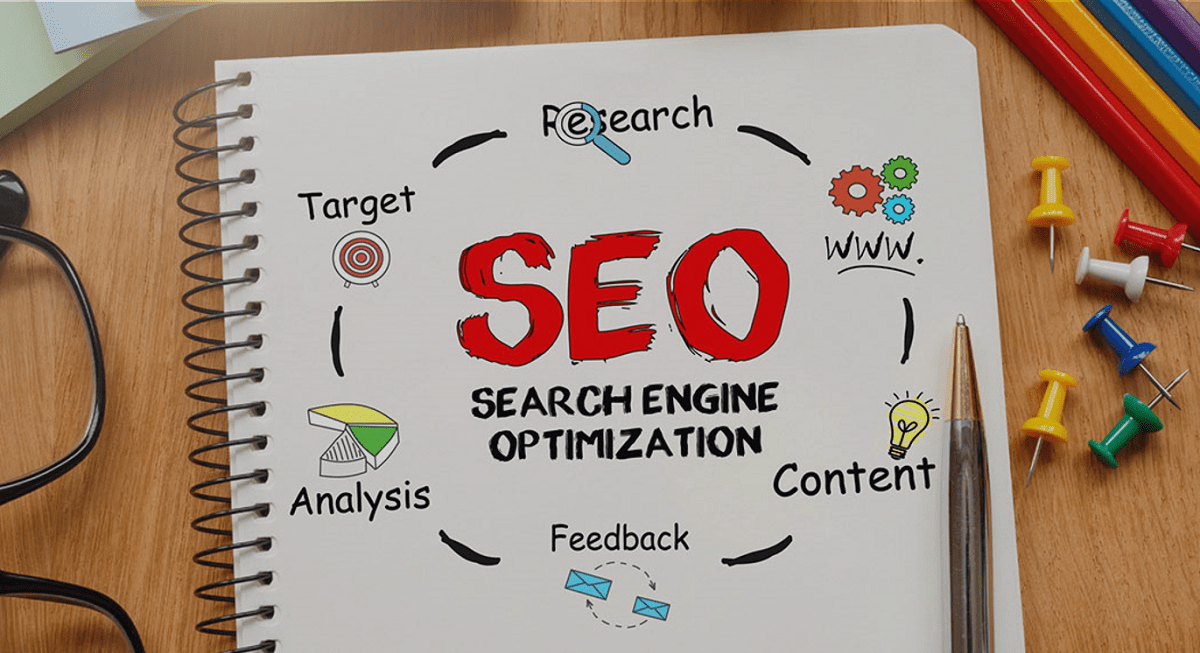 Research
Target
www.
SEO
SEARCH ENGINE
OPTIMIZATION
Analysis
Content
Feedback